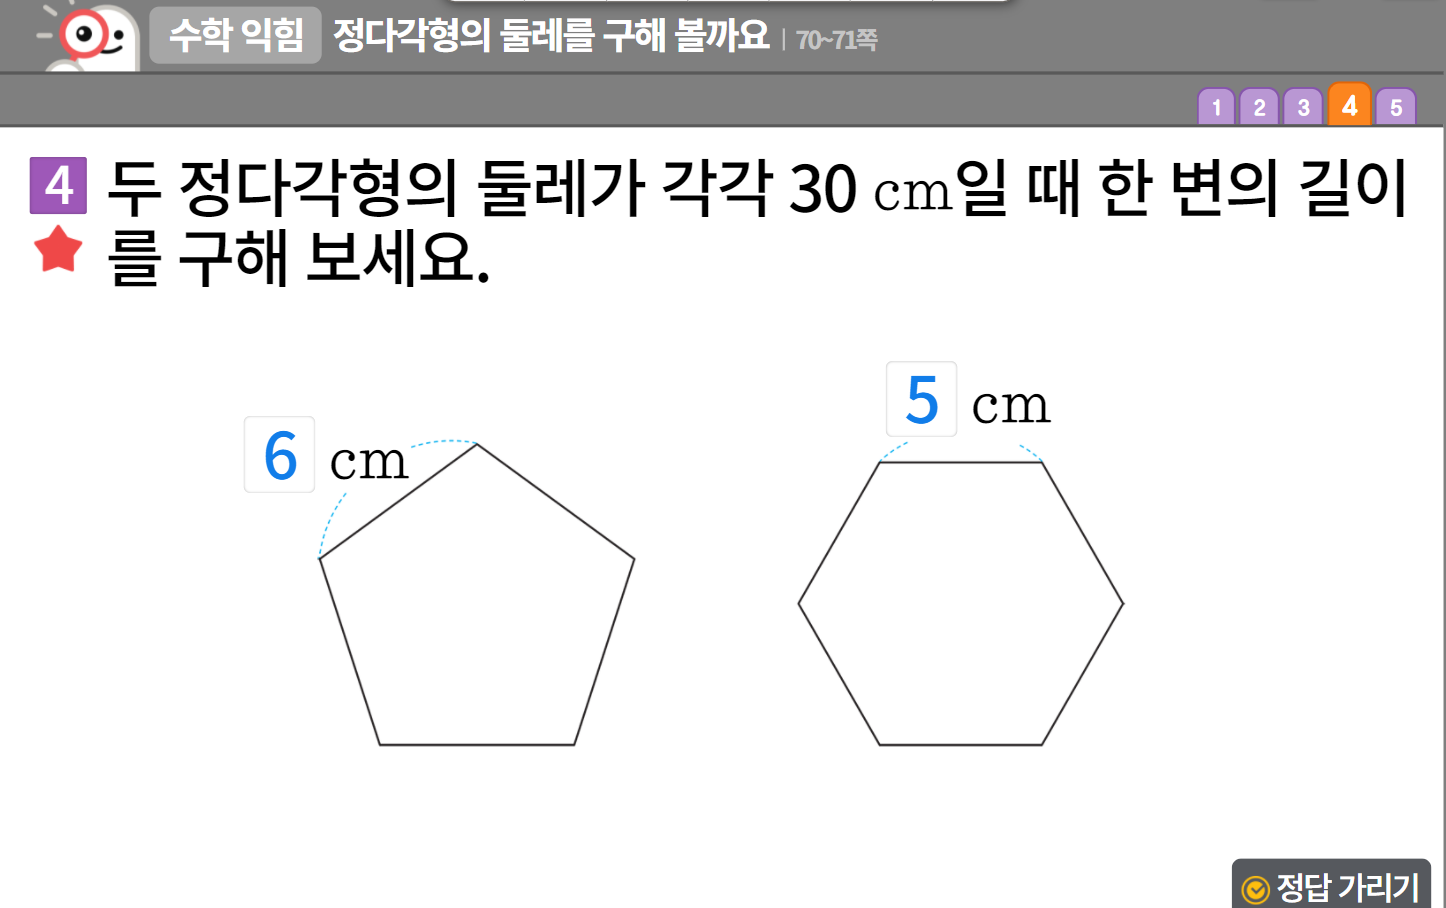 수학 익힘 정다각형의 둘레를 구해 볼까요 | 70~71쪽
1 2 3 4 5
4 두 정다각형의 둘레가 각각 30 cm일 때 한 변의 길이
를 구해 보세요.
5 cm
6 cm
정답 가리기